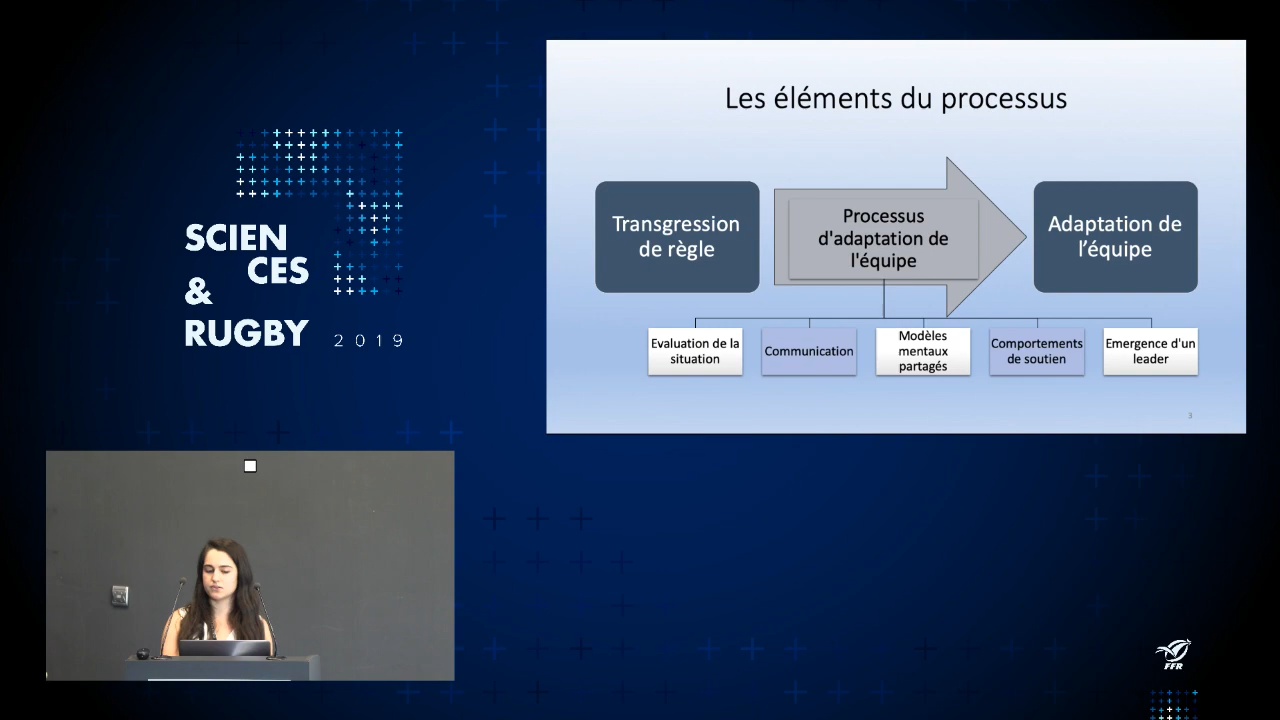 SCIEN
CES
&
RUGBY 2019
Les éléments du processus
Transgression
de règle
Processus
d'adaptation de
l'équipe
Adaptation de
l’équipe
Evaluation de la
situation
Communication
Modèles
mentaux
partagés
Comportements
de soutien
Emergence d'un
leader
3
FFR